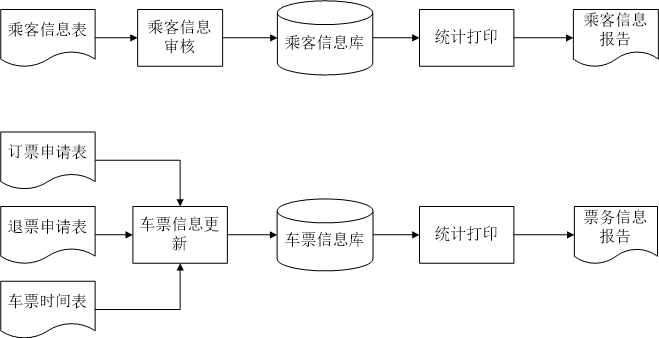 乘客信息表
乘客信息
审核
乘客信息库
统计打印
乘客信息
报告
订票申请表
退票申请表
车票时间表
车票信息更
新
车票信息库
统计打印
票务信息
报告